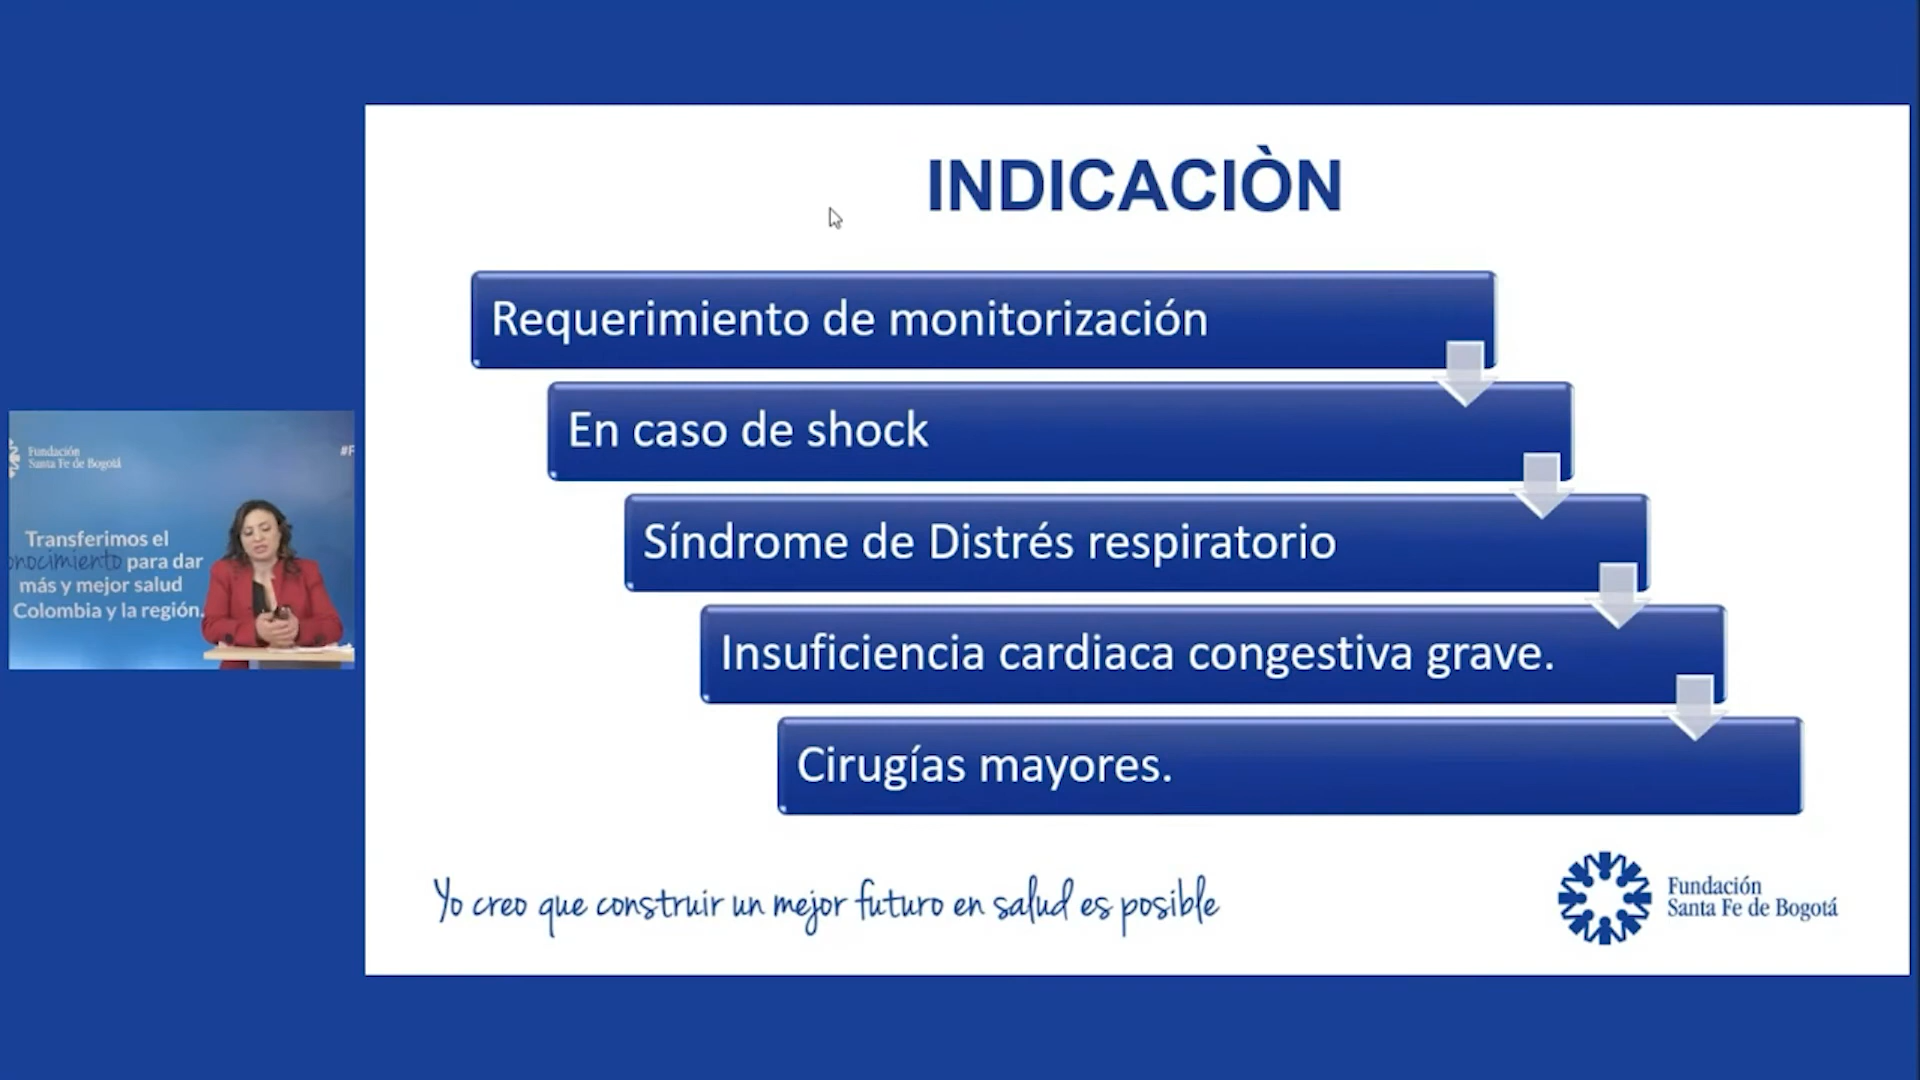 INDICACIÒN
Requerimiento de monitorización
En caso de shock
Síndrome de Distrés respiratorio
Insuficiencia cardiaca congestiva grave.
Cirugías mayores.
Yo creo que construir un mejor futuro en salud es posible
Fundación
Santa Fe de Bogotá
Fundación
Santa Fe de Bogotá
#F
Transferimos el
onocimiento para dar
más y mejor salud
Colombia y la región.